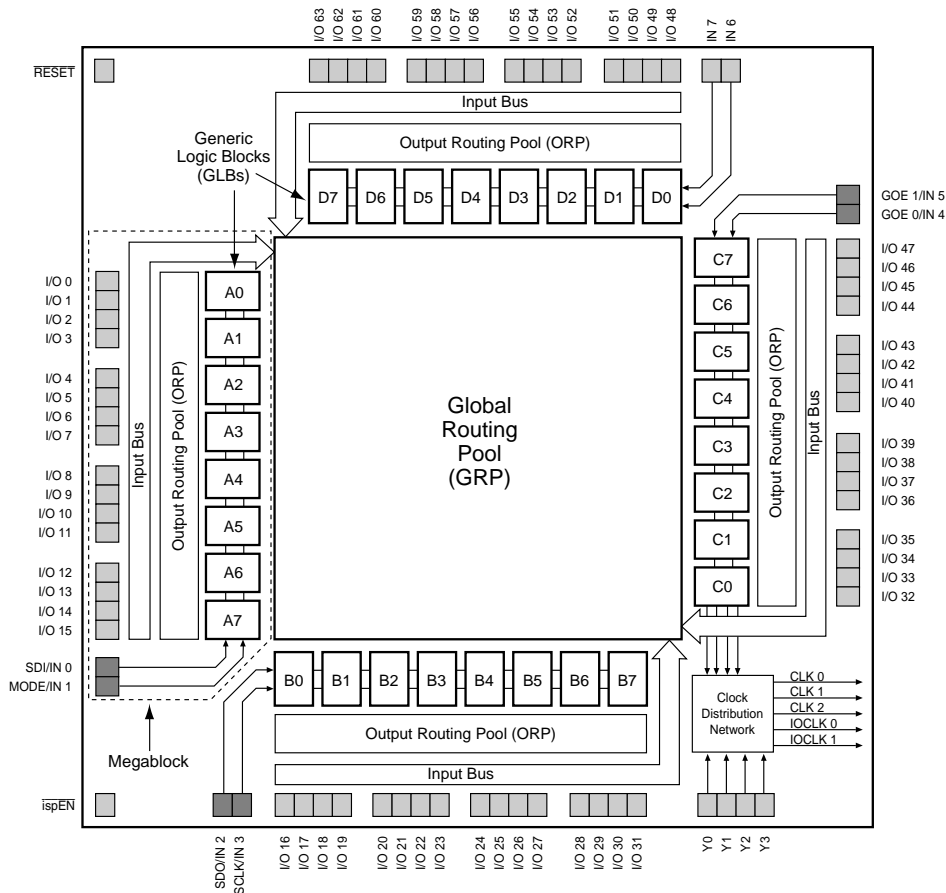 I/O 63
I/O 62
I/O 61
I/O 60
I/O 59
I/O 58
I/O 57
I/O 56
I/O 55
I/O 54
I/O 53
I/O 52
I/O 51
I/O 50
I/O 49
I/O 48
IN 7
IN 6
RESET
Input Bus
Output Routing Pool (ORP)
Generic
Logic Blocks
(GLBs)
D7
D6
D5
D4
D3
D2
D1
D0
GOE 1/IN 5
GOE 0/IN 4
I/O 0
I/O 1
I/O 2
I/O 3
I/O 4
I/O 5
I/O 6
I/O 7
I/O 8
I/O 9
I/O 10
I/O 11
I/O 12
I/O 13
I/O 14
I/O 15
SDI/IN 0
MODE/IN 1
Input Bus
Output Routing Pool (ORP)
A0
A1
A2
A3
A4
A5
A6
A7
Global
Routing
Pool
(GRP)
C7
C6
C5
C4
C3
C2
C1
C0
Output Routing Pool (ORP)
Input Bus
I/O 47
I/O 46
I/O 45
I/O 44
I/O 43
I/O 42
I/O 41
I/O 40
I/O 39
I/O 38
I/O 37
I/O 36
I/O 35
I/O 34
I/O 33
I/O 32
B0
B1
B2
B3
B4
B5
B6
B7
Output Routing Pool (ORP)
Input Bus
Megablock
Clock
Distribution
Network
CLK 0
CLK 1
CLK 2
IOCLK 0
IOCLK 1
ispEN
SDO/IN 2
SCLK/IN 3
I/O 16
I/O 17
I/O 18
I/O 19
I/O 20
I/O 21
I/O 22
I/O 23
I/O 24
I/O 25
I/O 26
I/O 27
I/O 28
I/O 29
I/O 30
I/O 31
Y0
Y1
Y2
Y3